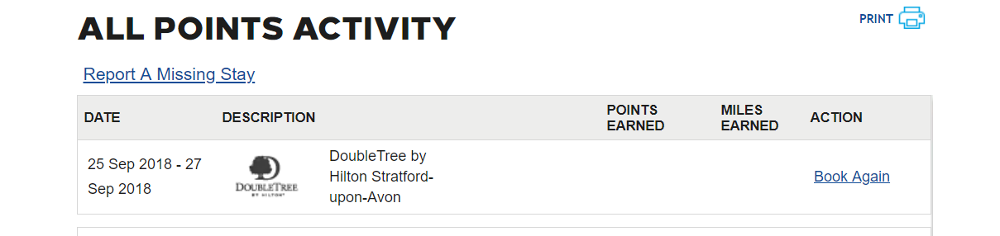 ALL POINTS ACTIVITY
PRINT
Report A Missing Stay
DATE
DESCRIPTION
POINTS
EARNED
MILES
EARNED
ACTION
25 Sep 2018 - 27
Sep 2018
DOUBLETREE
BY HILTON™
DoubleTree by
Hilton Stratford-
upon-Avon
Book Again